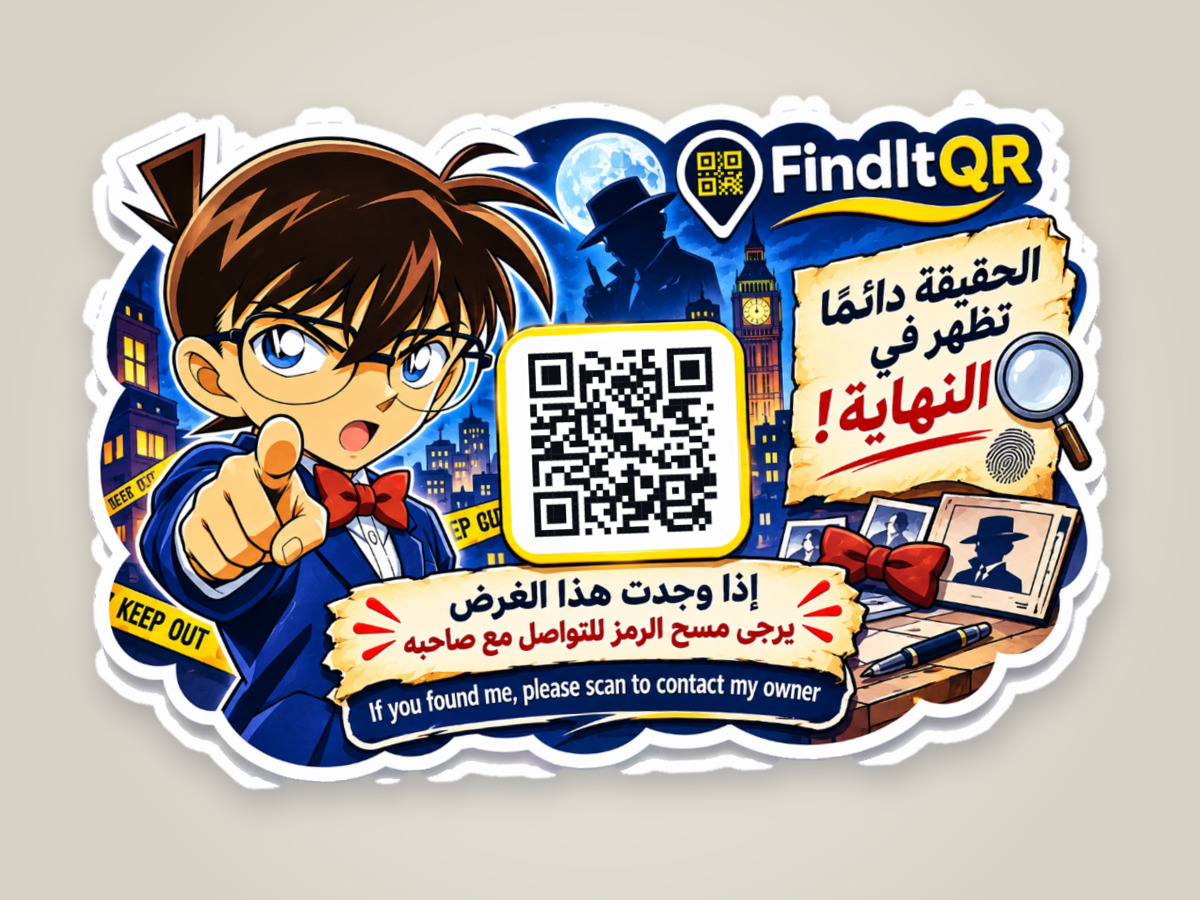 FindItQR
الحقيقة دائمًا
تظهر في
النهاية!
KEEP OUT
إذا وجدت هذا الغرض
يرجى مسح الرمز للتواصل مع صاحبه
If you found me, please scan to contact my owner